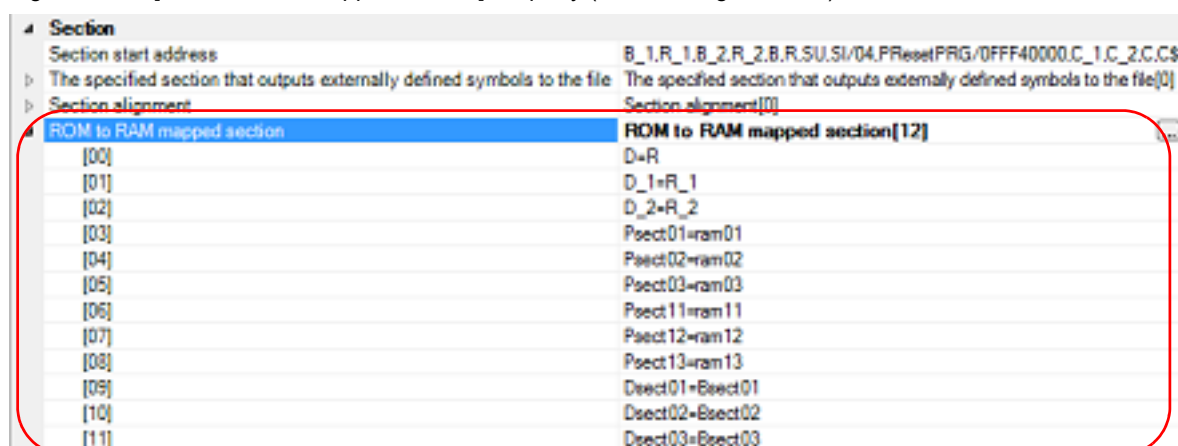 Section
Section start address B_1,R_1,B_2,R_2,B,R,SU,SI/04,PResetPRG/0FFF40000,C_1,C_2,C,C$
The specified section that outputs externally defined symbols to the file The specified section that outputs externally defined symbols to the file[0]
Section alignment Section alignment[0]
ROM to RAM mapped section ROM to RAM mapped section[12] ...
[00] D=R
[01] D_1=R_1
[02] D_2=R_2
[03] Psect01=ram01
[04] Psect02=ram02
[05] Psect03=ram03
[06] Psect11=ram11
[07] Psect12=ram12
[08] Psect13=ram13
[09] Dsect01=Bsect01
[10] Dsect02=Bsect02
[11] Dsect03=Bsect03